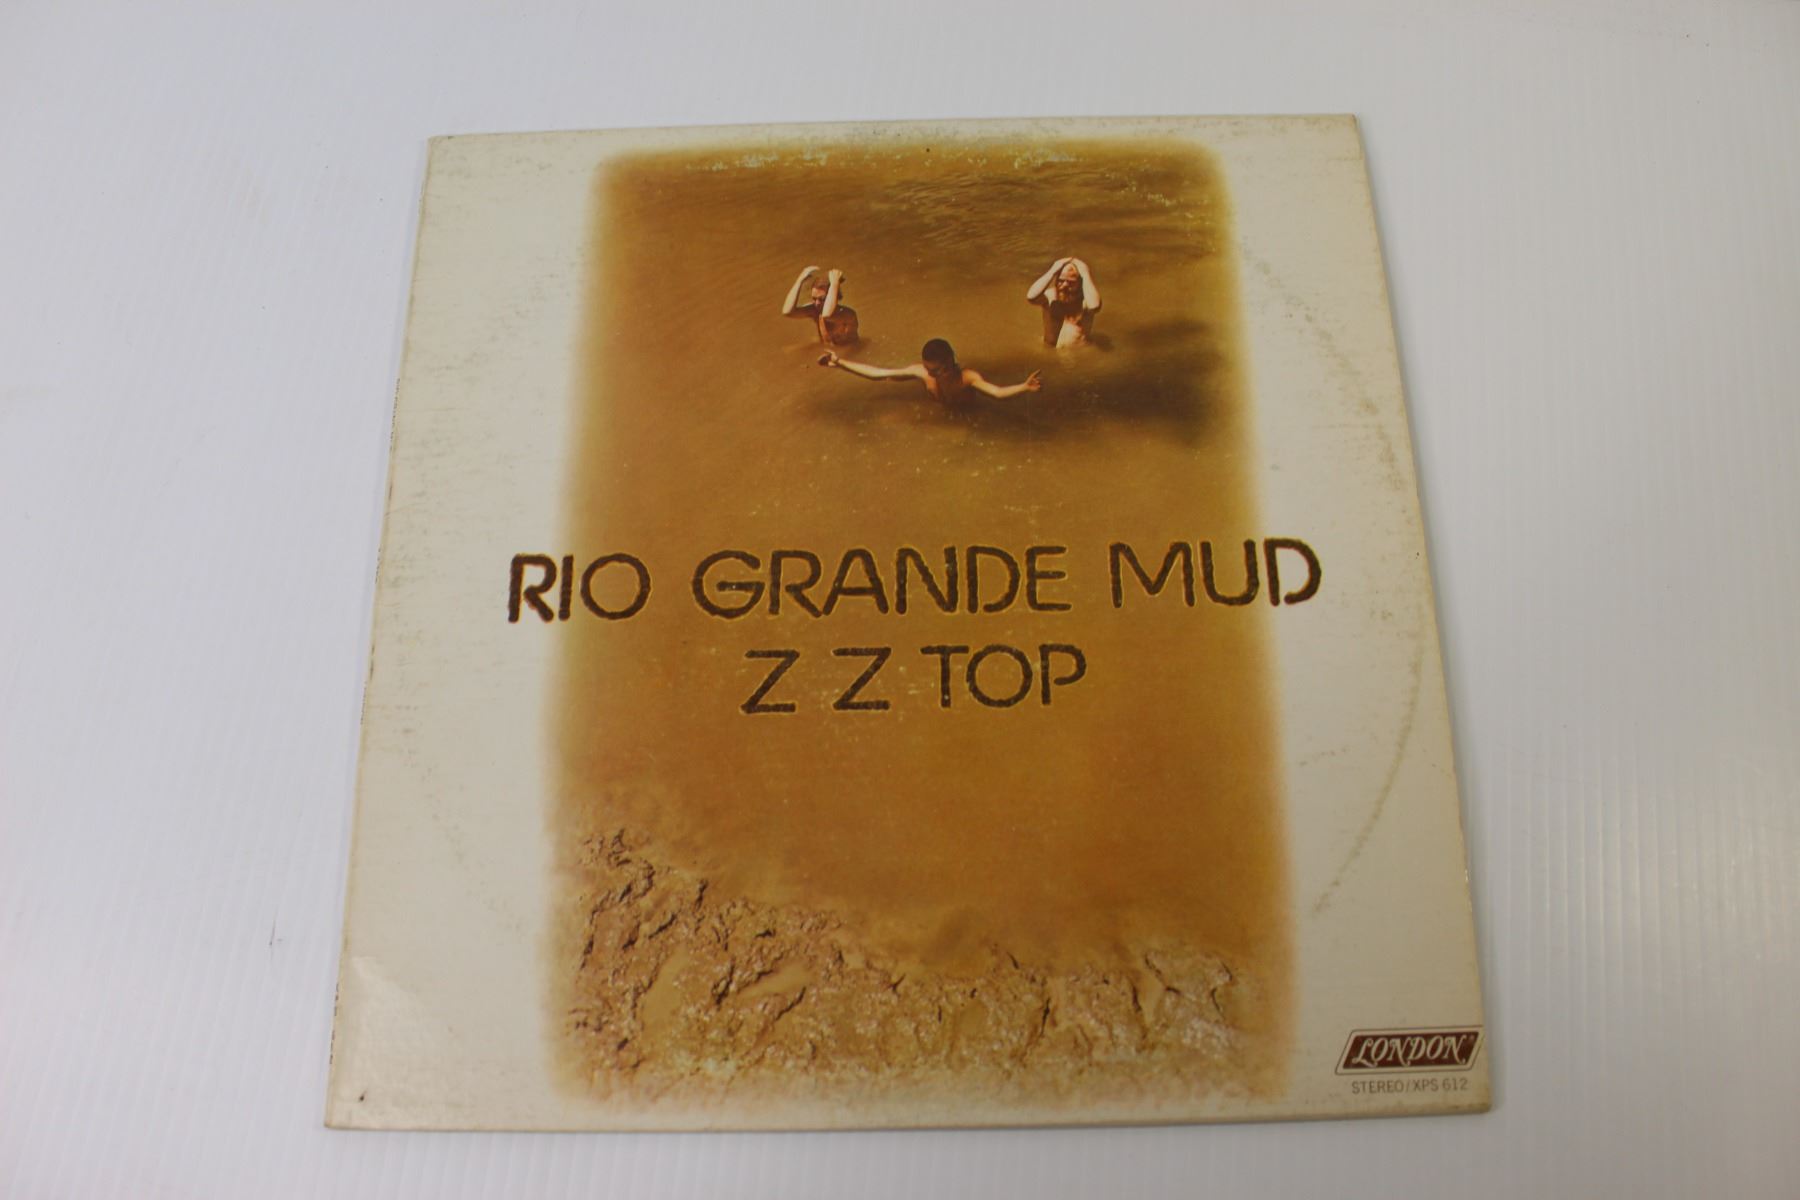 RIO GRANDE MUD
Z Z TOP
LONDON
STEREO/XPS 612